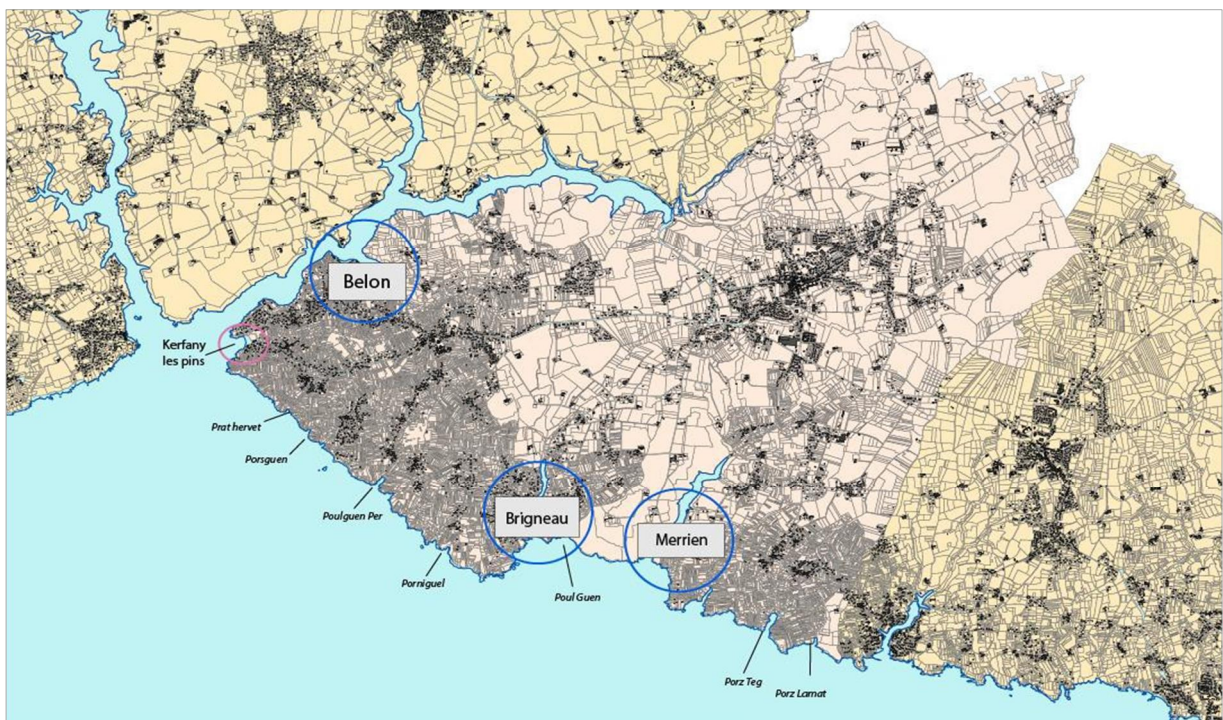 Belon
Kerfany
les pins
Prat hervet
Porsguen
Poulguen Per
Brigneau
Merrien
Porniguel
Poul Guen
Porz Teg
Porz Lamat